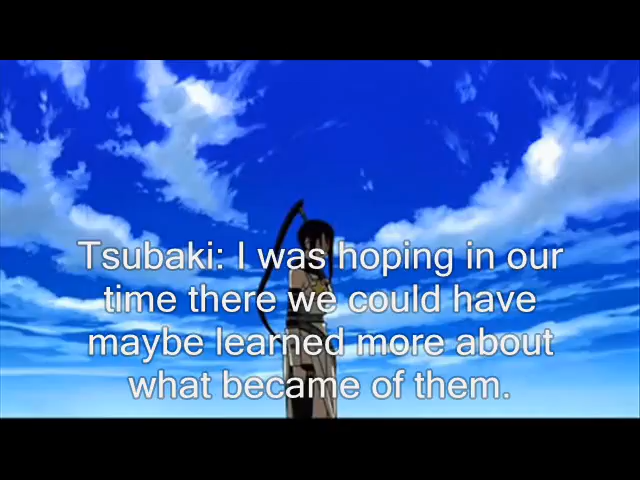 Tsubaki: I was hoping in our
time there we could have
maybe learned more about
what became of them.